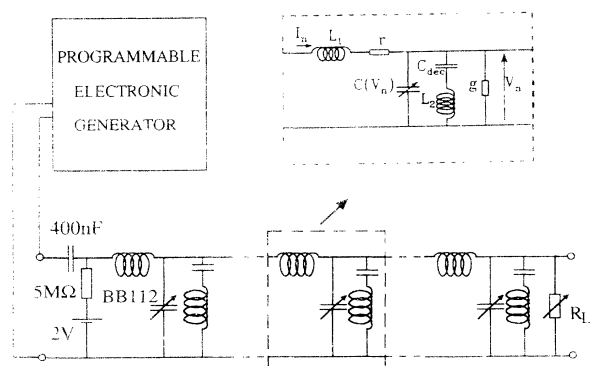 PROGRAMMABLE
ELECTRONIC
GENERATOR
I_n
L_1
r
C_dec
C(V_n)
L_2
g
V_n
400nF
5MΩ
BB112
2V
R_L